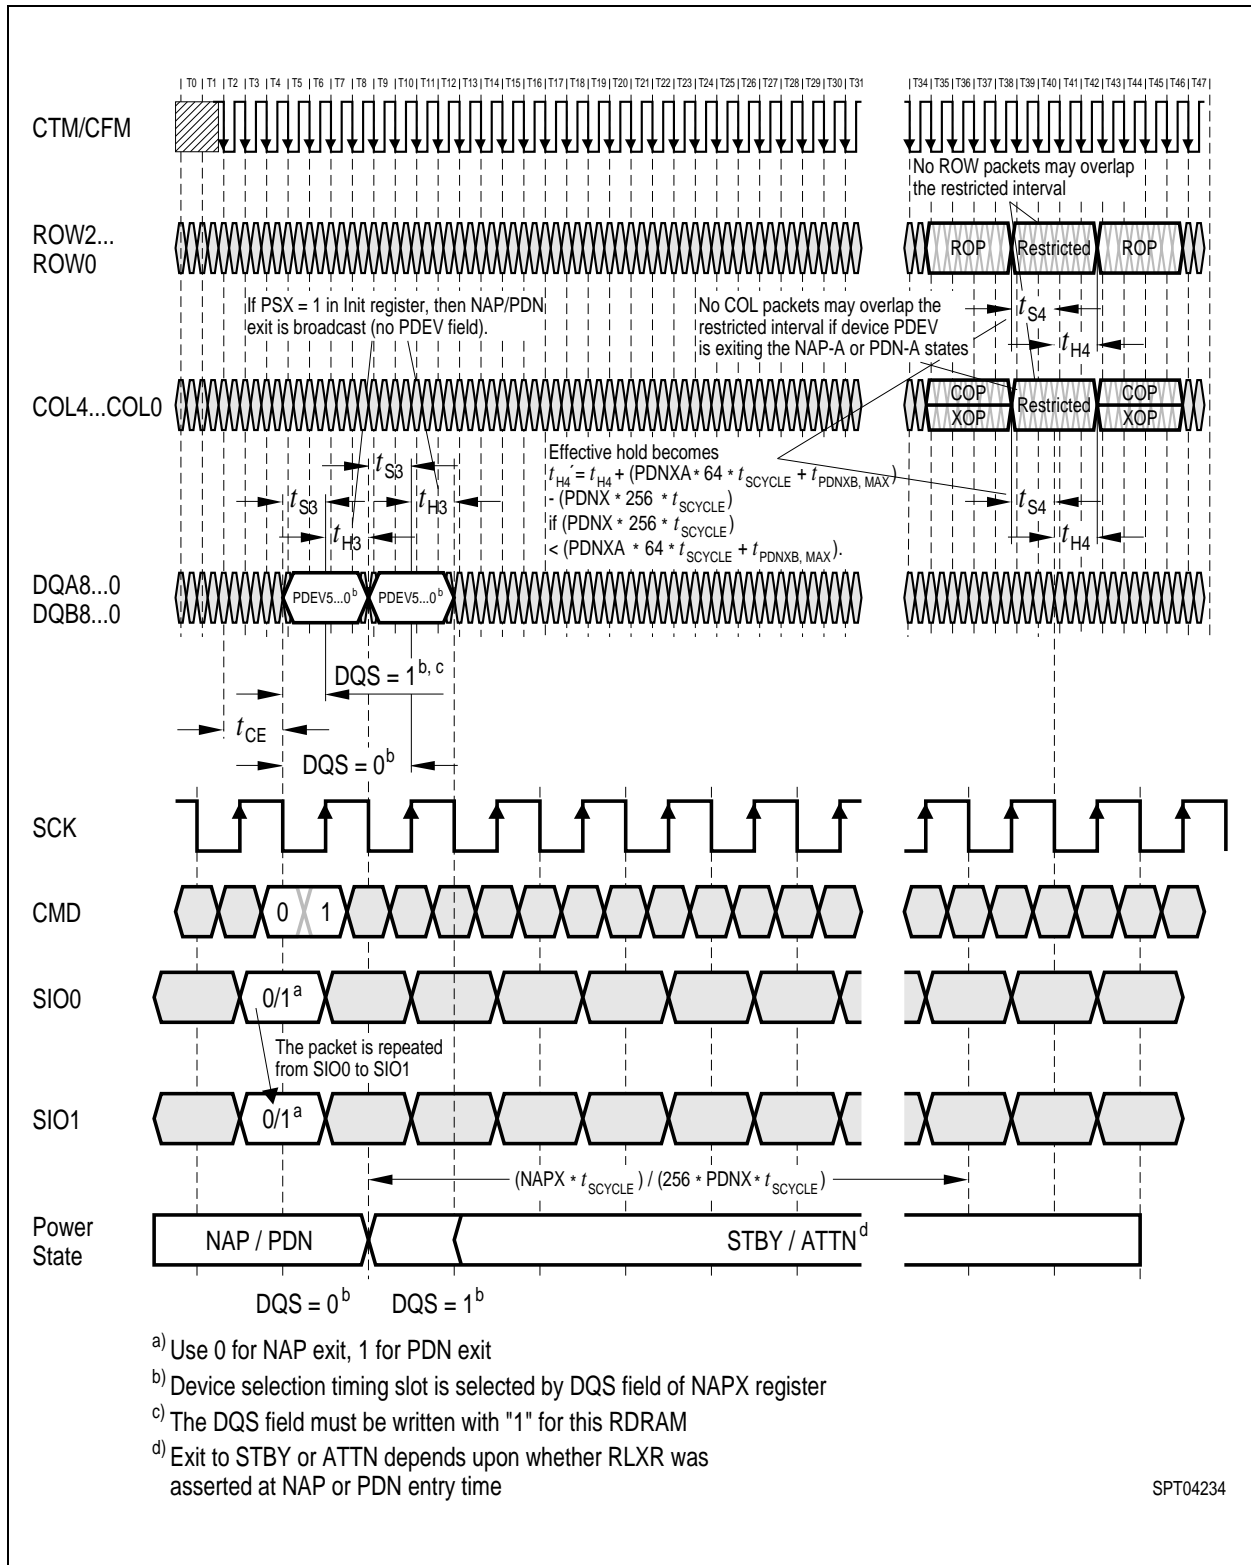 T0 T1 T2 T3 T4 T5 T6 T7 T8 T9 T10 T11 T12 T13 T14 T15 T16 T17 T18 T19 T20 T21 T22 T23 T24 T25 T26 T27 T28 T29 T30 T31 T34 T35 T36 T37 T38 T39 T40 T41 T42 T43 T44 T45 T46 T47
CTM/CFM
No ROW packets may overlap
the restricted interval
ROW2...
ROW0
ROP Restricted ROP
If PSX = 1 in Init register, then NAP/PDN
exit is broadcast (no PDEV field).
No COL packets may overlap the
restricted interval if device PDEV
is exiting the NAP-A or PDN-A states
tS4
tH4
COL4...COL0
COP Restricted COP
XOP XOP
Effective hold becomes
tH4´= tH4 + (PDNXA * 64 * tSCYCLE + tPDNXB, MAX)
- (PDNX * 256 * tSCYCLE)
if (PDNX * 256 * tSCYCLE)
< (PDNXA * 64 * tSCYCLE + tPDNXB, MAX).
tS3
tS3 tH3
tH3
tS4
tH4
DQA8...0
DQB8...0
PDEV5...0b PDEV5...0b
DQS = 1b, c
tCE
DQS = 0b
SCK
CMD
0 1
SIO0
0/1a
The packet is repeated
from SIO0 to SIO1
SIO1
0/1a
(NAPX * tSCYCLE) / (256 * PDNX * tSCYCLE)
Power
State
NAP / PDN STBY / ATTNd
DQS = 0b DQS = 1b
a) Use 0 for NAP exit, 1 for PDN exit
b) Device selection timing slot is selected by DQS field of NAPX register
c) The DQS field must be written with "1" for this RDRAM
d) Exit to STBY or ATTN depends upon whether RLXR was
asserted at NAP or PDN entry time
SPT04234